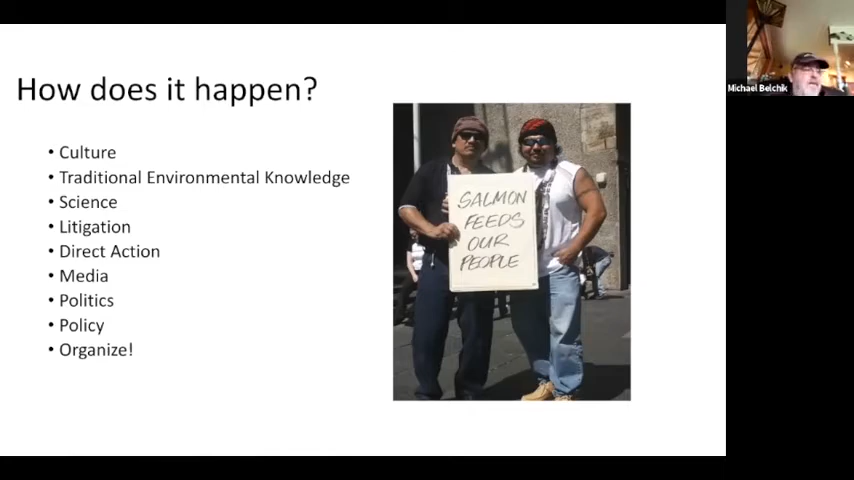 How does it happen?
• Culture
• Traditional Environmental Knowledge
• Science
• Litigation
• Direct Action
• Media
• Politics
• Policy
• Organize!
SALMON
FEEDS
OUR
PEOPLE
Michael Belchik